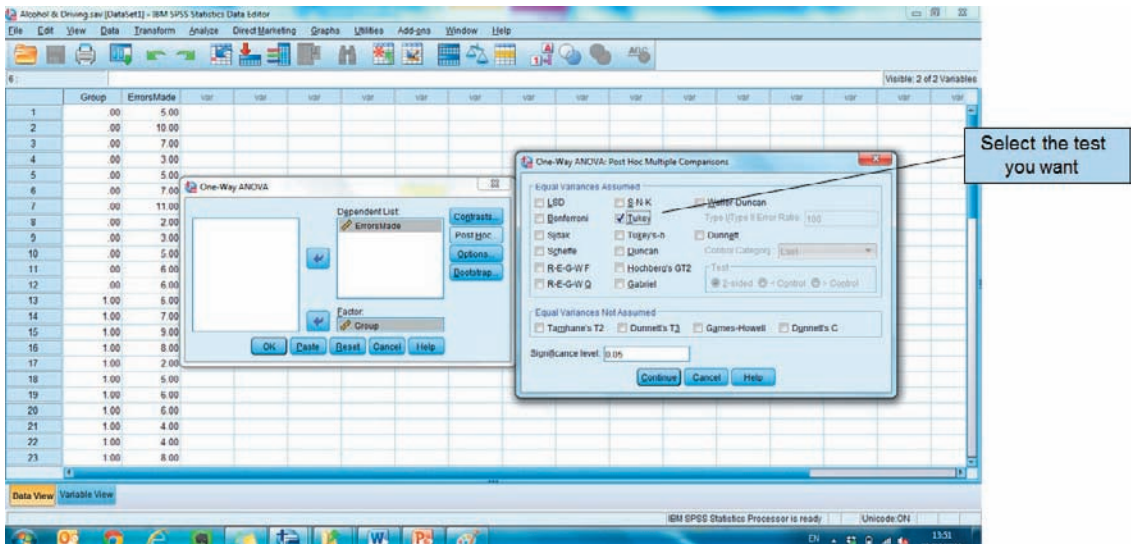 Alcohol & Driving.sav [DataSet1] - IBM SPSS Statistics Data Editor
File Edit View Data Transform Analyze Direct Marketing Graphs Utilities Add-ons Window Help
6 :
Visible: 2 of 2 Variables
Group ErrorsMade var var var var var var var var var var var var var var
1 .00 5.00
2 .00 10.00
3 .00 7.00
4 .00 3.00
5 .00 5.00
6 .00 7.00
7 .00 11.00
8 .00 2.00
9 .00 3.00
10 .00 5.00
11 .00 6.00
12 .00 6.00
13 1.00 5.00
14 1.00 7.00
15 1.00 9.00
16 1.00 8.00
17 1.00 2.00
18 1.00 5.00
19 1.00 6.00
20 1.00 6.00
21 1.00 4.00
22 1.00 4.00
23 1.00 8.00
One-Way ANOVA
Dependent List:
ErrorsMade
Contrasts...
Post Hoc...
Options...
Bootstrap...
Factor:
Group
OK Paste Reset Cancel Help
One-Way ANOVA: Post Hoc Multiple Comparisons
Equal Variances Assumed
LSD S-N-K Waller-Duncan
Bonferroni Tukey Type I/Type II Error Ratio: 100
Sidak Tukey's-b Dunnett
Scheffe Duncan Control Category: Last
R-E-G-W F Hochberg's GT2 Test
R-E-G-W Q Gabriel 2-sided < Control > Control
Equal Variances Not Assumed
Tamhane's T2 Dunnett's T3 Games-Howell Dunnett's C
Significance level: 0.05
Continue Cancel Help
Select the test
you want
Data View Variable View
IBM SPSS Statistics Processor is ready Unicode:ON
EN 13:51